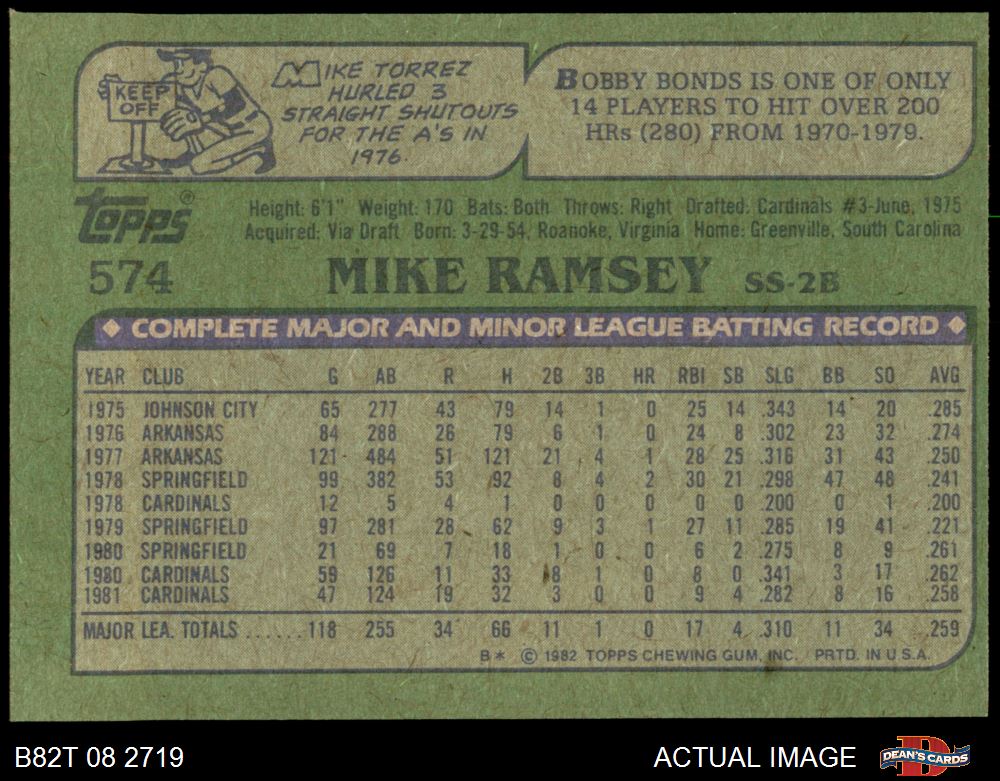 KEEP
OFF
MIKE TORREZ
HURLED 3
STRAIGHT SHUTOUTS
FOR THE A'S IN
1976.
BOBBY BONDS IS ONE OF ONLY
14 PLAYERS TO HIT OVER 200
HRs (280) FROM 1970-1979.
Topps®
Height: 6'1" Weight: 170 Bats: Both Throws: Right Drafted: Cardinals #3-June, 1975
Acquired: Via Draft Born: 3-29-54, Roanoke, Virginia Home: Greenville, South Carolina
574 MIKE RAMSEY SS-2B
◆ COMPLETE MAJOR AND MINOR LEAGUE BATTING RECORD ◆
YEAR CLUB G AB R H 2B 3B HR RBI SB SLG BB SO AVG
1975 JOHNSON CITY 65 277 43 79 14 1 0 25 14 .343 14 20 .285
1976 ARKANSAS 84 288 26 79 6 1 0 24 8 .302 23 32 .274
1977 ARKANSAS 121 484 51 121 21 4 1 28 25 .316 31 43 .250
1978 SPRINGFIELD 99 382 53 92 8 4 2 30 21 .298 47 48 .241
1978 CARDINALS 12 5 4 1 0 0 0 0 0 .200 0 1 .200
1979 SPRINGFIELD 97 281 28 62 9 3 1 27 11 .285 19 41 .221
1980 SPRINGFIELD 21 69 7 18 1 0 0 6 2 .275 8 9 .261
1980 CARDINALS 59 126 11 33 8 1 0 8 0 .341 3 17 .262
1981 CARDINALS 47 124 19 32 3 0 0 9 4 .282 8 16 .258
MAJOR LEA. TOTALS ......118 255 34 66 11 1 0 17 4 .310 11 34 .259
B* © 1982 TOPPS CHEWING GUM, INC. PRTD. IN U.S.A.
B82T 08 2719 ACTUAL IMAGE DEAN'S CARDS